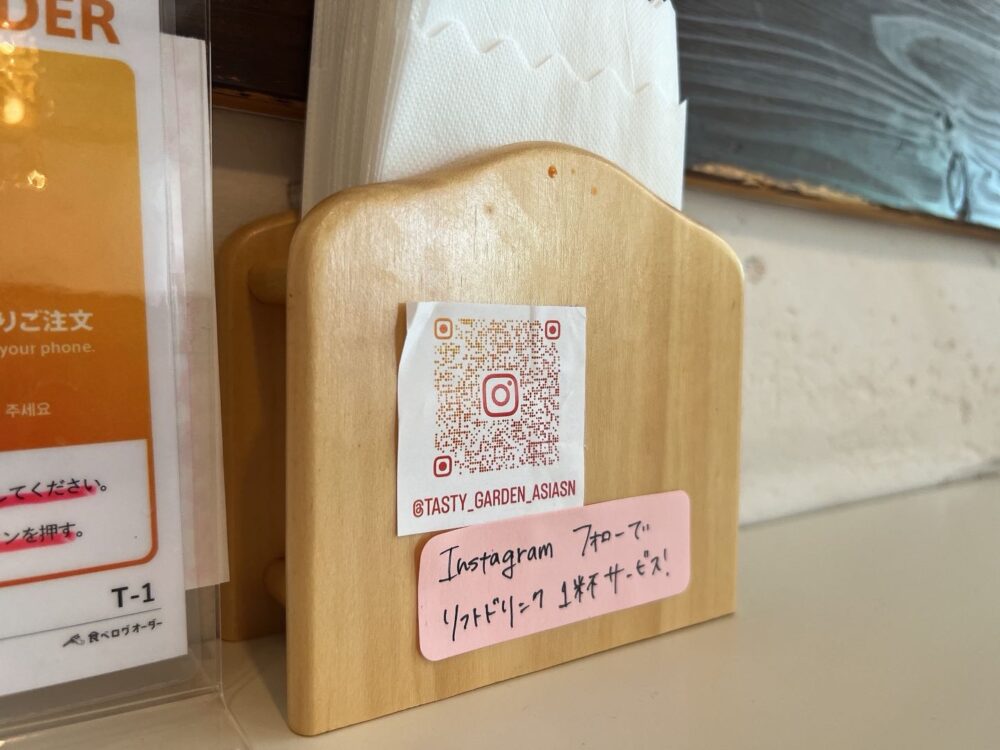 DER
りご注文
your phone.
주세요
してください。
ンを押す。
T-1
食べログオーダー
@TASTY_GARDEN_ASIASN
Instagram フォローで
ソフトドリンク 1杯サービス!